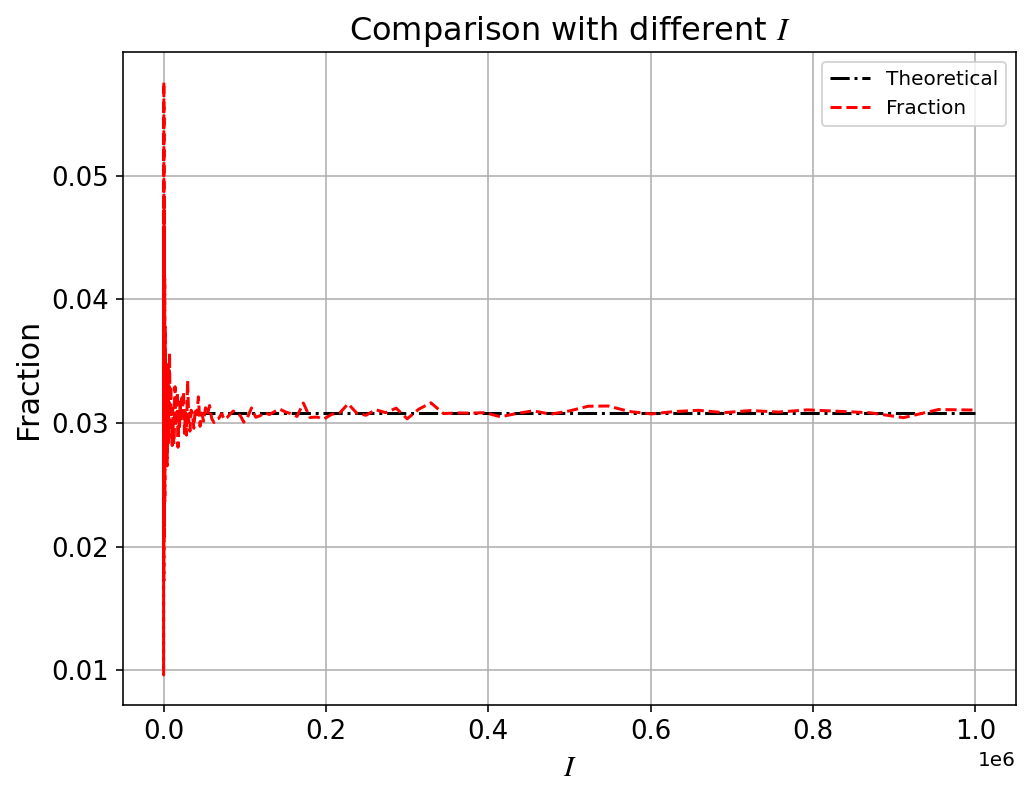 Comparison with different I
Theoretical
Fraction
Fraction
0.05
0.04
0.03
0.02
0.01
0.0 0.2 0.4 0.6 0.8 1.0
1e6
I